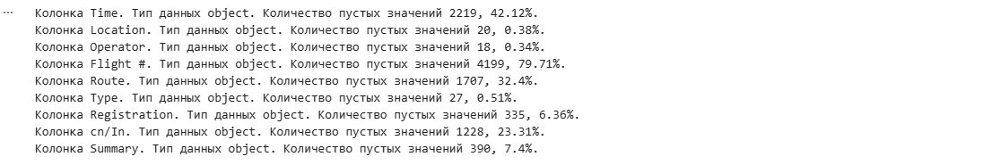 ... Колонка Time. Тип данных object. Количество пустых значений 2219, 42.12%.
Колонка Location. Тип данных object. Количество пустых значений 20, 0.38%.
Колонка Operator. Тип данных object. Количество пустых значений 18, 0.34%.
Колонка Flight #. Тип данных object. Количество пустых значений 4199, 79.71%.
Колонка Route. Тип данных object. Количество пустых значений 1707, 32.4%.
Колонка Type. Тип данных object. Количество пустых значений 27, 0.51%.
Колонка Registration. Тип данных object. Количество пустых значений 335, 6.36%.
Колонка cn/In. Тип данных object. Количество пустых значений 1228, 23.31%.
Колонка Summary. Тип данных object. Количество пустых значений 390, 7.4%.